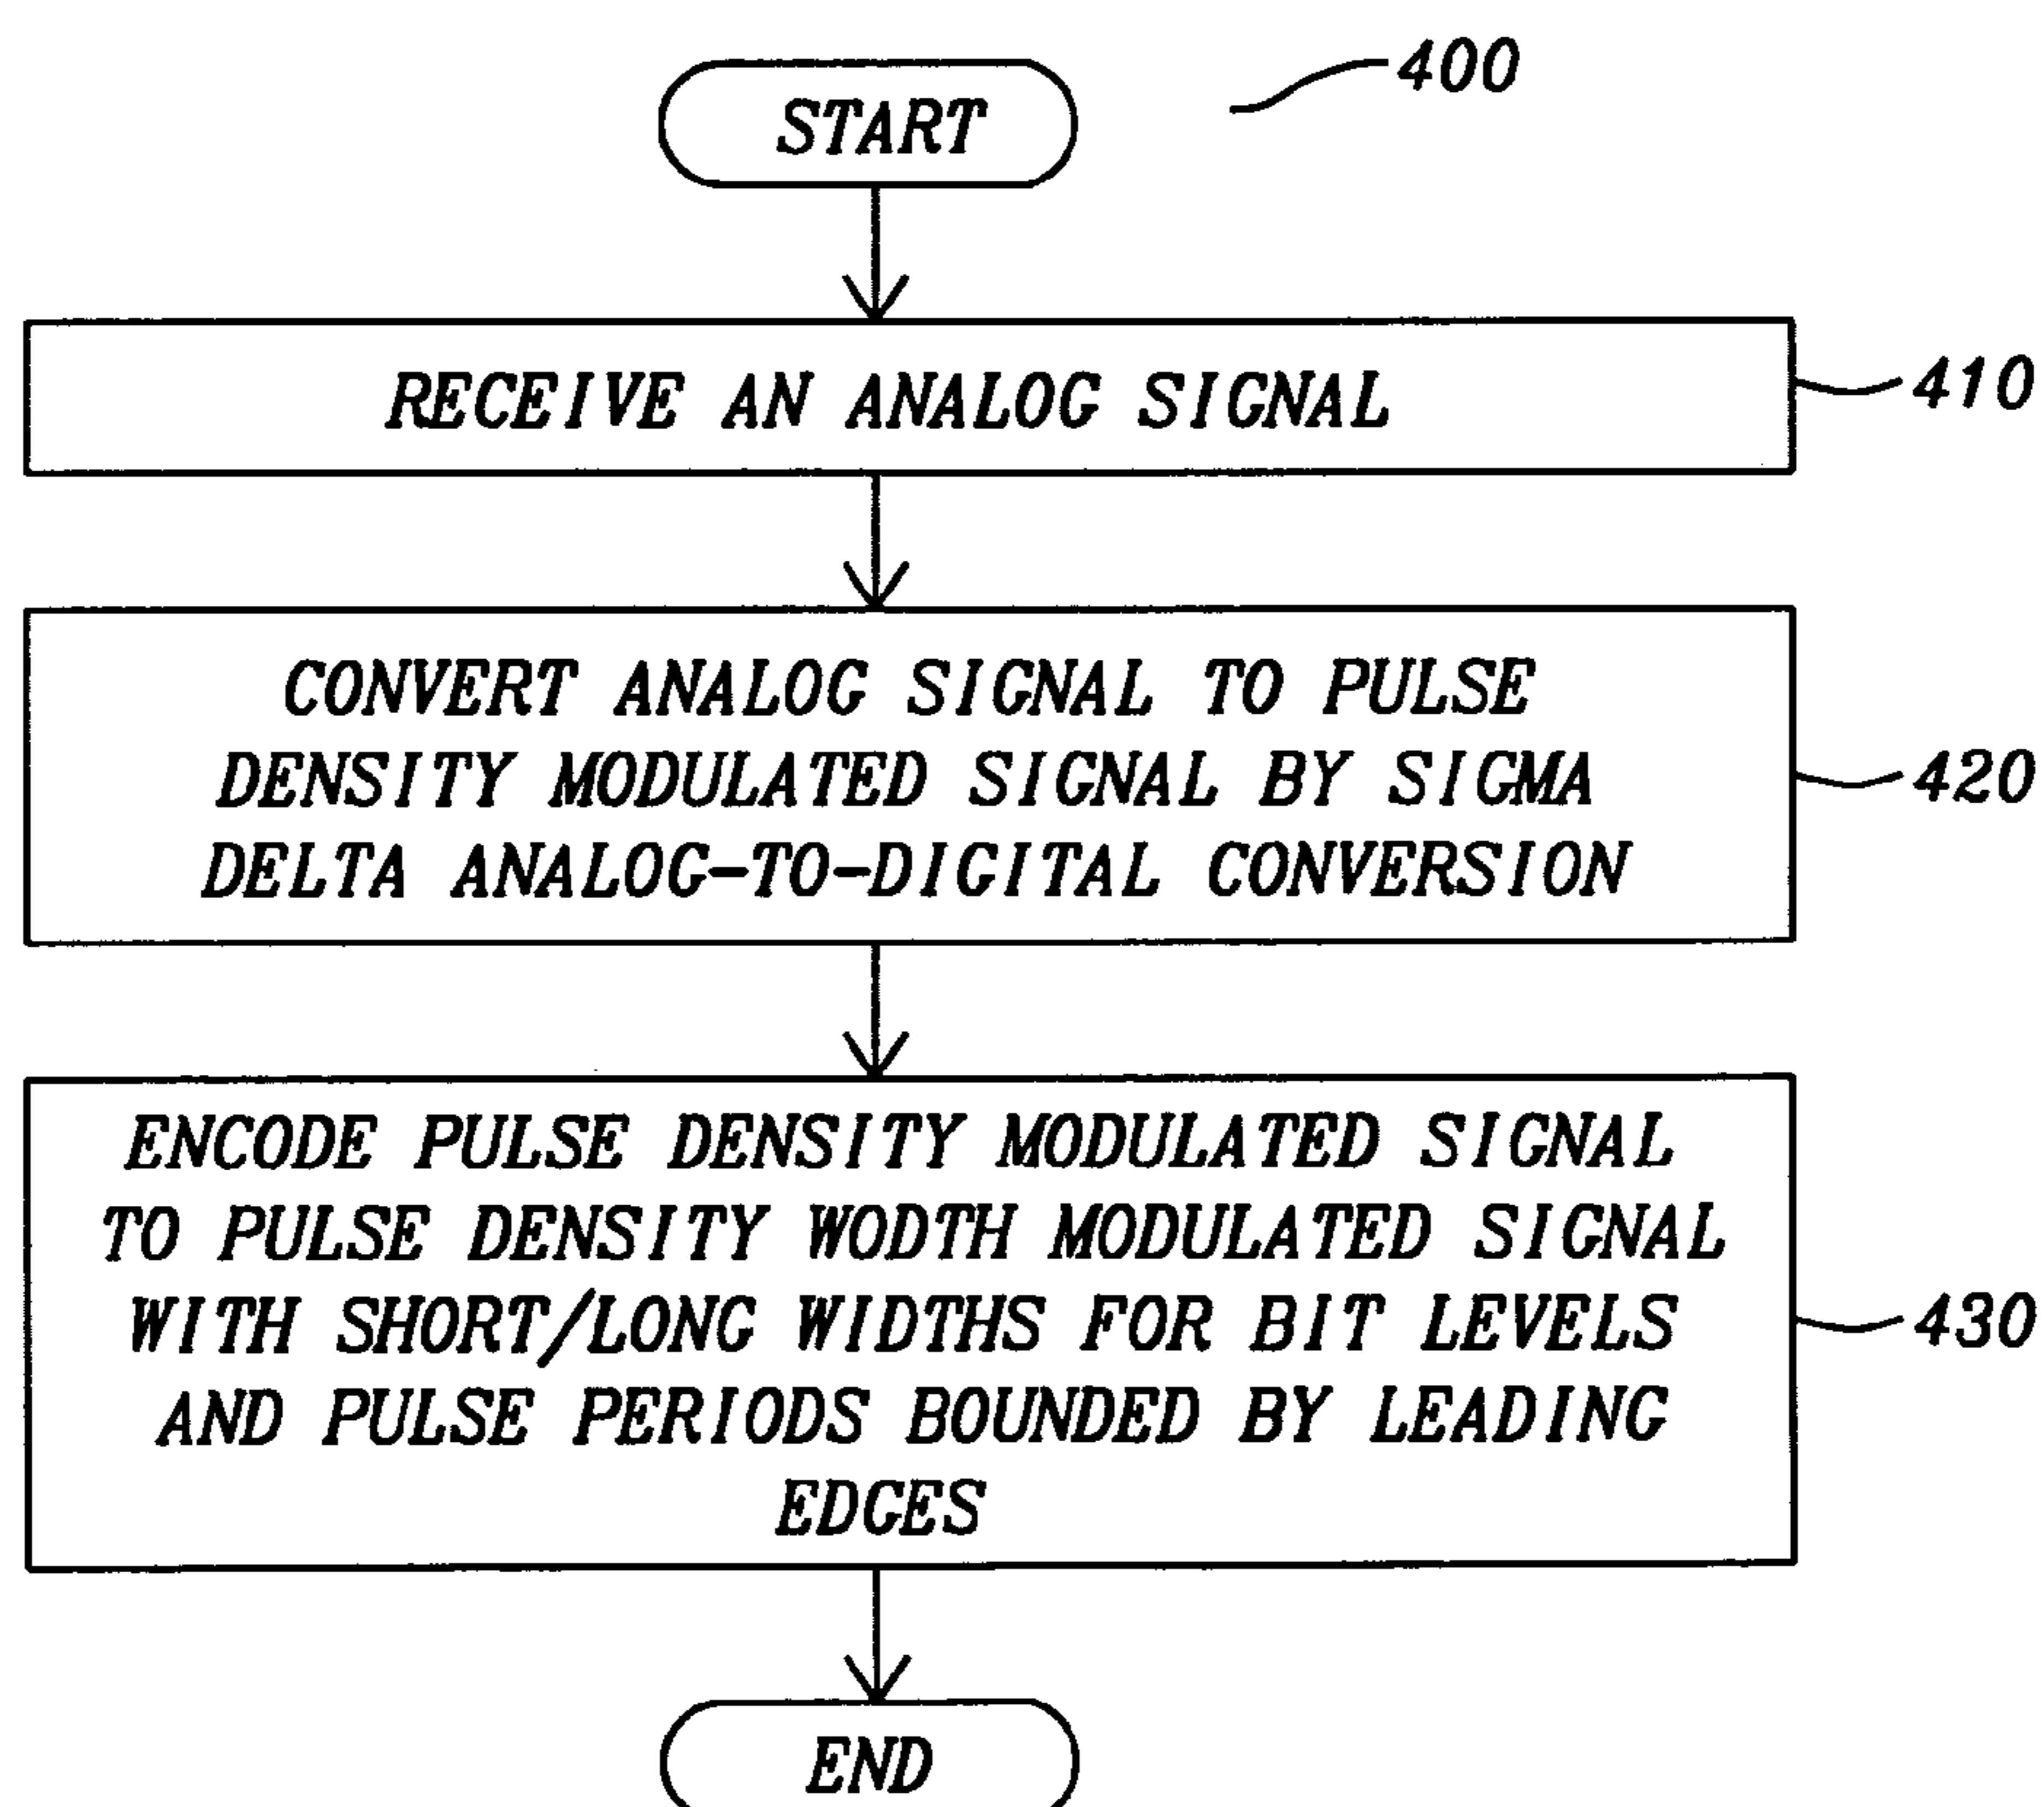 START
400
RECEIVE AN ANALOG SIGNAL
410
CONVERT ANALOG SIGNAL TO PULSE
DENSITY MODULATED SIGNAL BY SIGMA
DELTA ANALOG-TO-DIGITAL CONVERSION
420
ENCODE PULSE DENSITY MODULATED SIGNAL
TO PULSE DENSITY WODTH MODULATED SIGNAL
WITH SHORT/LONG WIDTHS FOR BIT LEVELS
AND PULSE PERIODS BOUNDED BY LEADING
EDGES
430
END